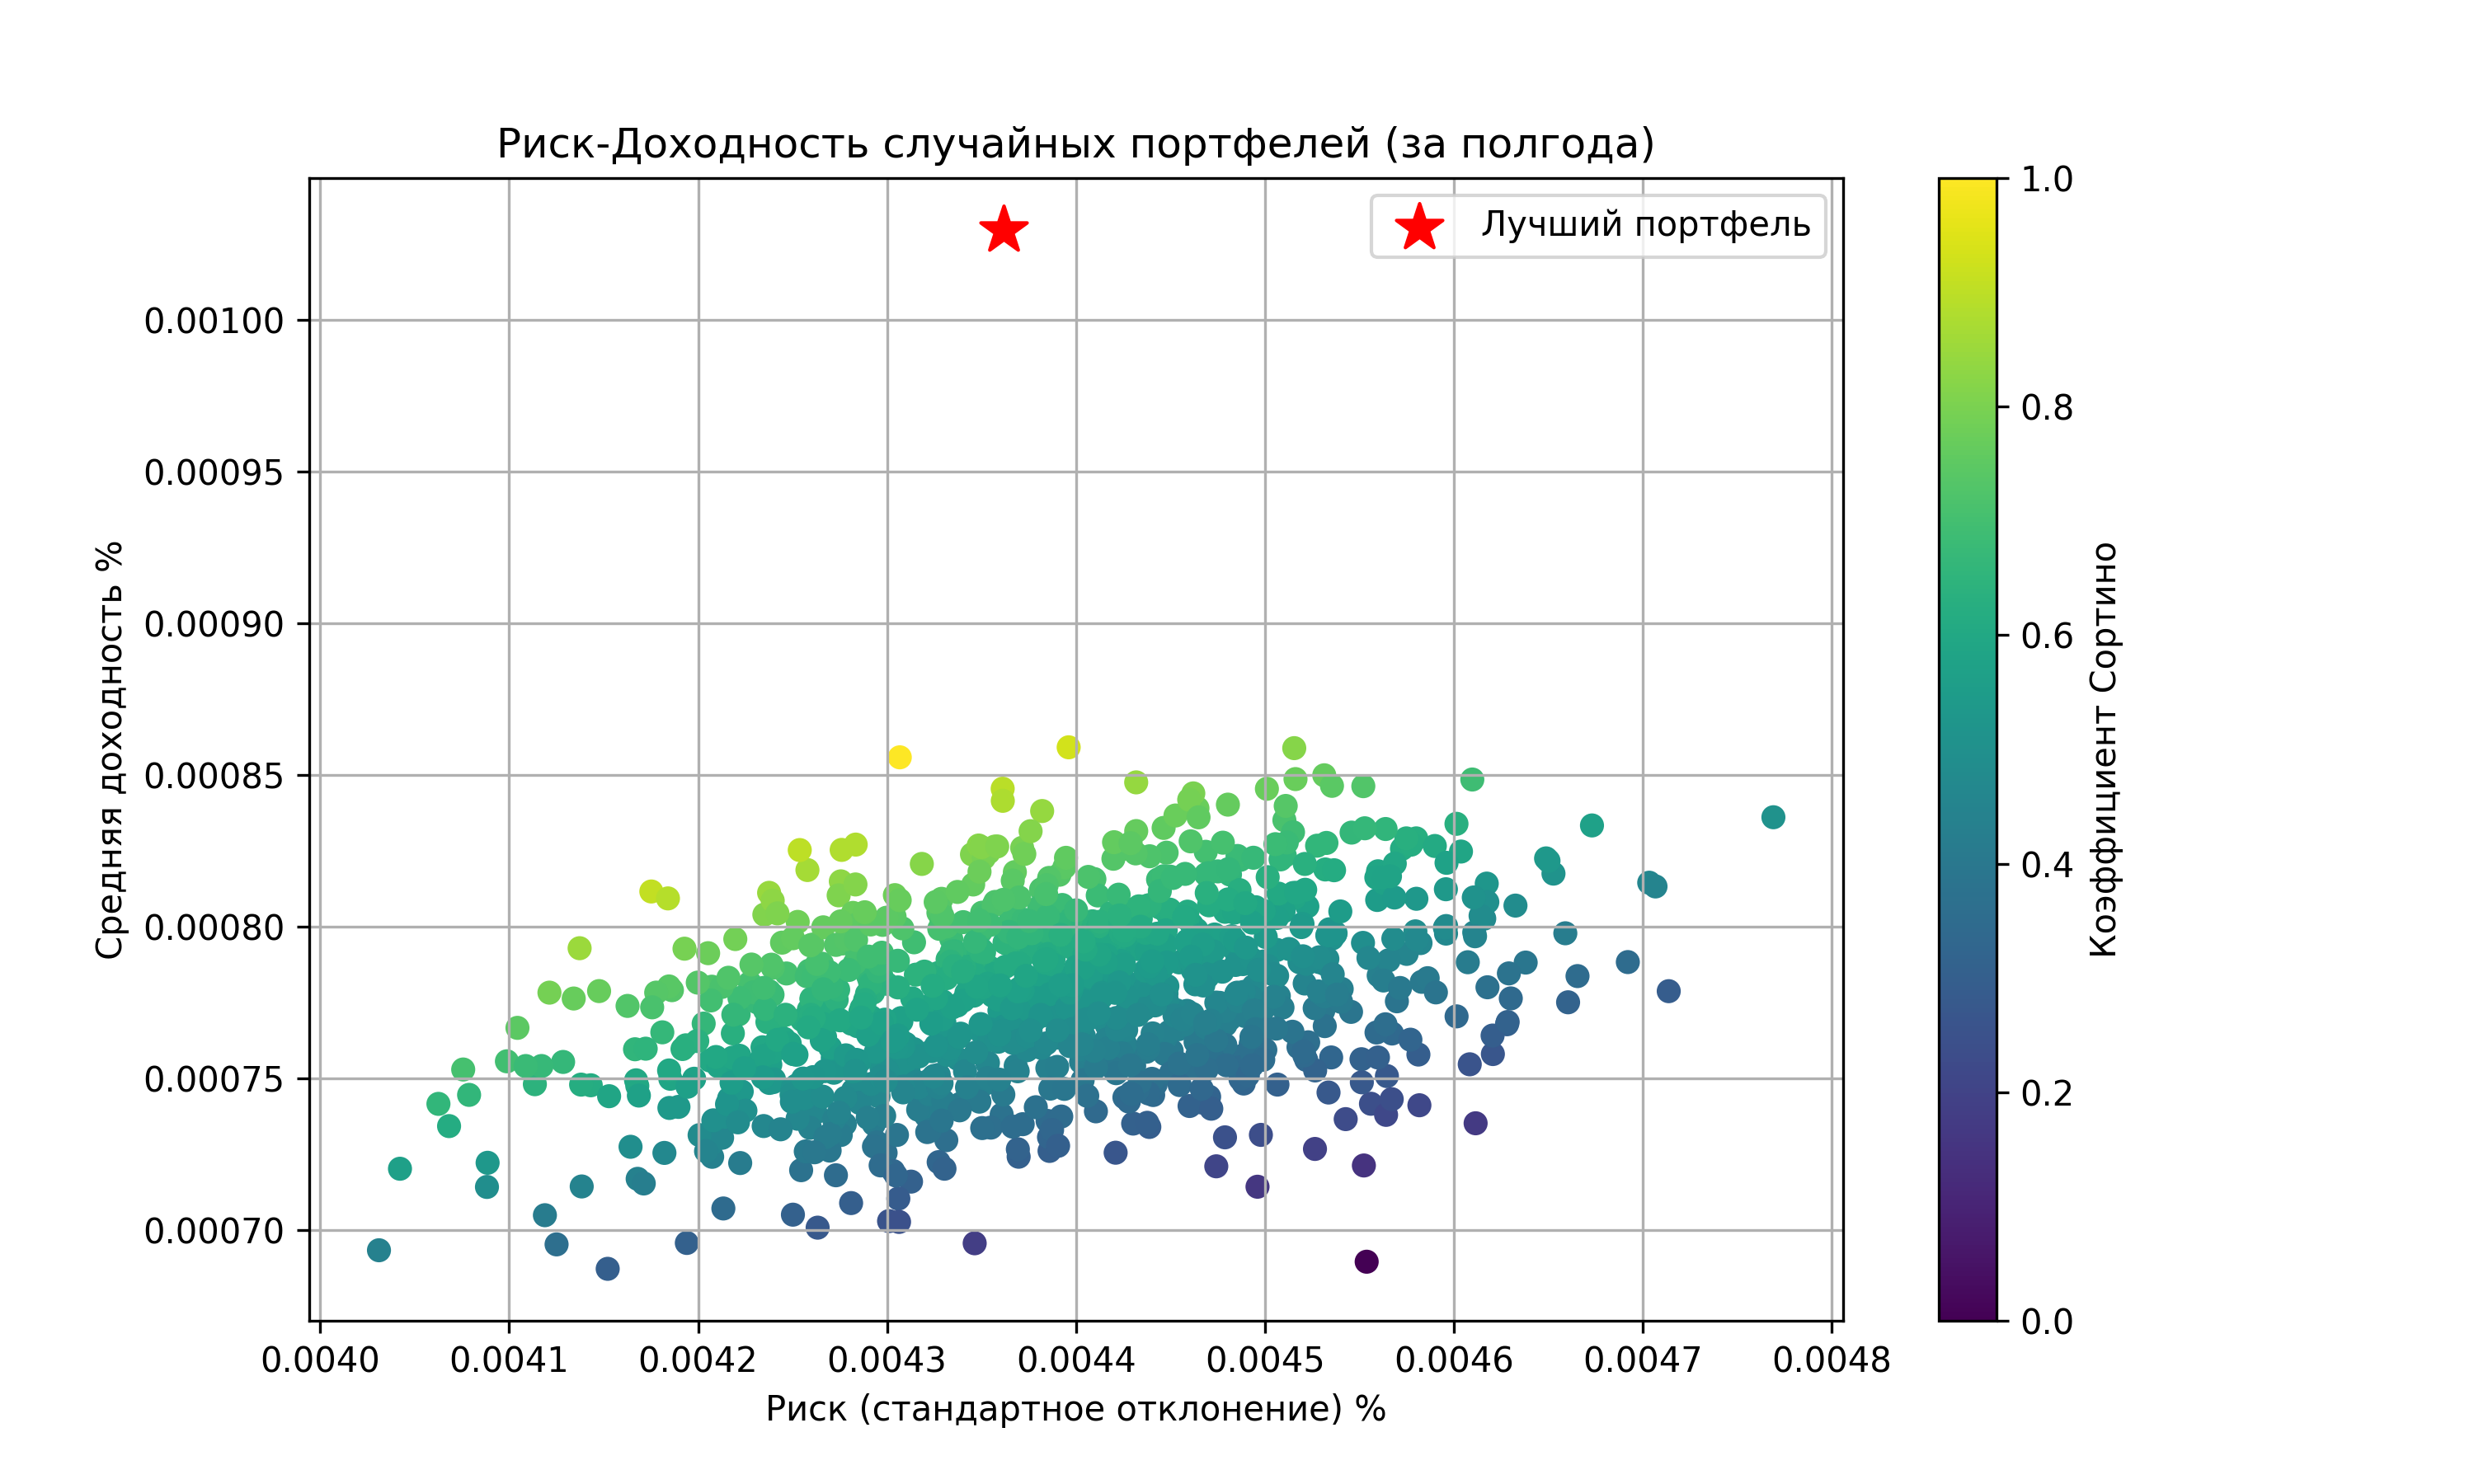 Риск-Доходность случайных портфелей (за полгода)
Лучший портфель
Средняя доходность %
0.00100
0.00095
0.00090
0.00085
0.00080
0.00075
0.00070
0.0040 0.0041 0.0042 0.0043 0.0044 0.0045 0.0046 0.0047 0.0048
Риск (стандартное отклонение) %
1.0
0.8
0.6
0.4
0.2
0.0
Коэффициент Сортино